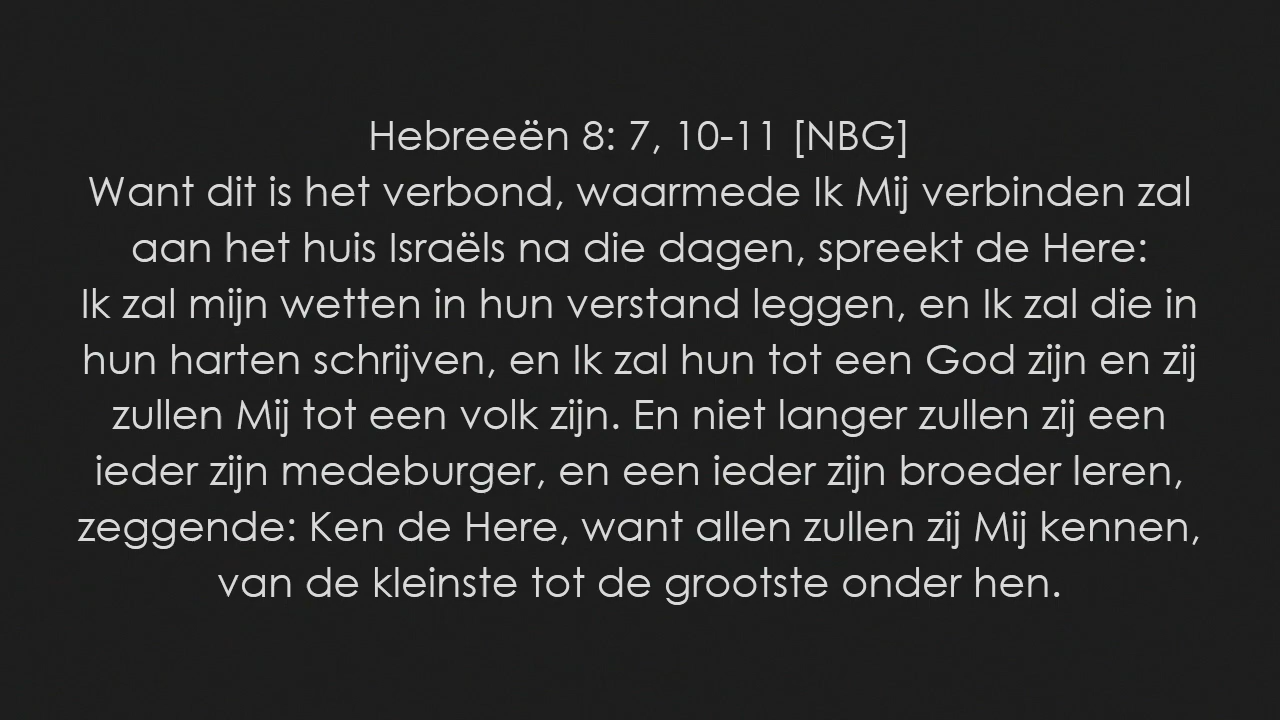 Hebreeën 8: 7, 10-11 [NBG]
Want dit is het verbond, waarmede Ik Mij verbinden zal
aan het huis Israëls na die dagen, spreekt de Here:
Ik zal mijn wetten in hun verstand leggen, en Ik zal die in
hun harten schrijven, en Ik zal hun tot een God zijn en zij
zullen Mij tot een volk zijn. En niet langer zullen zij een
ieder zijn medeburger, en een ieder zijn broeder leren,
zeggende: Ken de Here, want allen zullen zij Mij kennen,
van de kleinste tot de grootste onder hen.